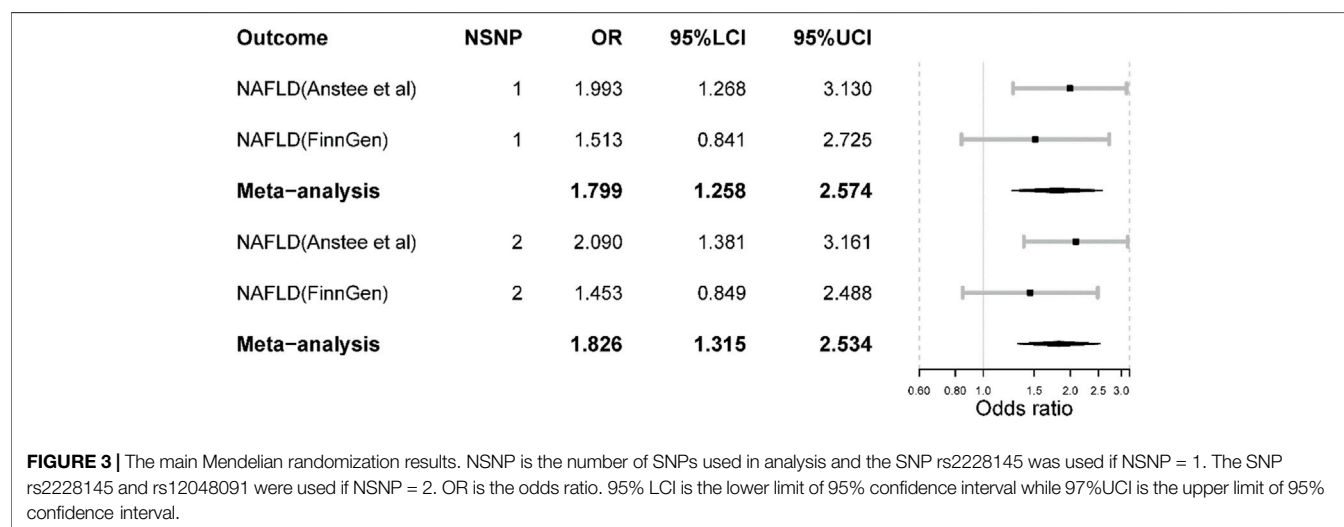 Outcome NSNP OR 95%LCI 95%UCI
NAFLD(Anstee et al) 1 1.993 1.268 3.130
NAFLD(FinnGen) 1 1.513 0.841 2.725
Meta−analysis 1.799 1.258 2.574
NAFLD(Anstee et al) 2 2.090 1.381 3.161
NAFLD(FinnGen) 2 1.453 0.849 2.488
Meta−analysis 1.826 1.315 2.534
0.60 0.80 1.0 1.5 2.0 2.5 3.0
Odds ratio
FIGURE 3 | The main Mendelian randomization results. NSNP is the number of SNPs used in analysis and the SNP rs2228145 was used if NSNP = 1. The SNP
rs2228145 and rs12048091 were used if NSNP = 2. OR is the odds ratio. 95% LCI is the lower limit of 95% confidence interval while 97%UCI is the upper limit of 95%
confidence interval.